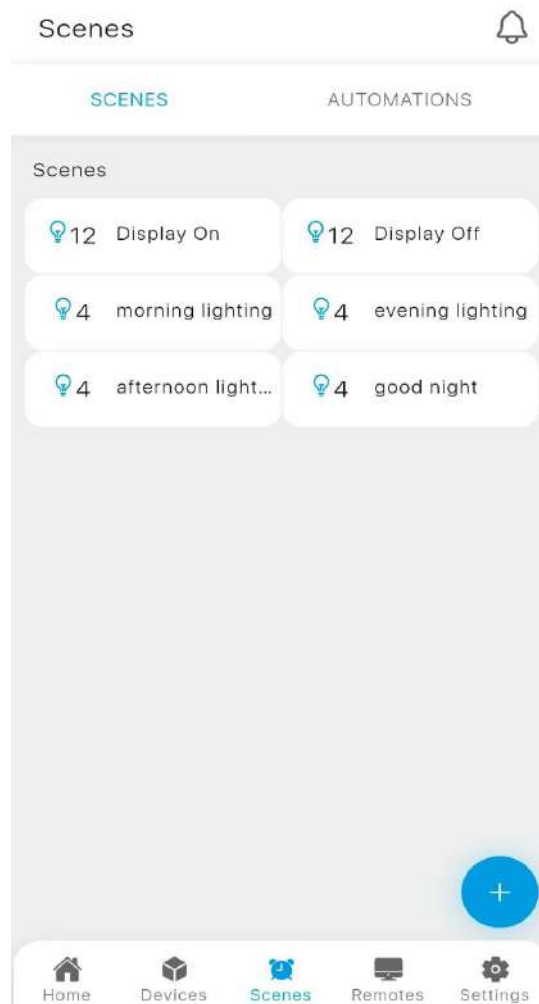 Scenes
SCENES AUTOMATIONS
Scenes
12 Display On 12 Display Off
4 morning lighting 4 evening lighting
4 afternoon light... 4 good night
+
Home Devices Scenes Remotes Settings